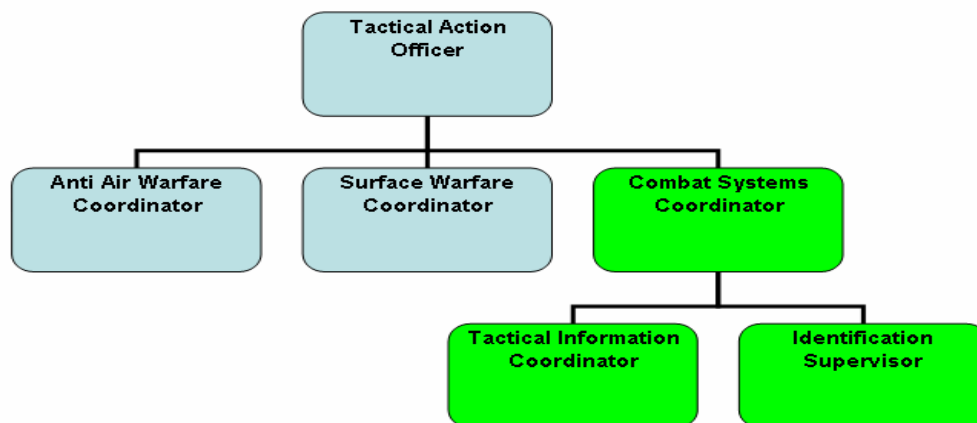 Tactical Action
Officer
Anti Air Warfare
Coordinator
Surface Warfare
Coordinator
Combat Systems
Coordinator
Tactical Information
Coordinator
Identification
Supervisor